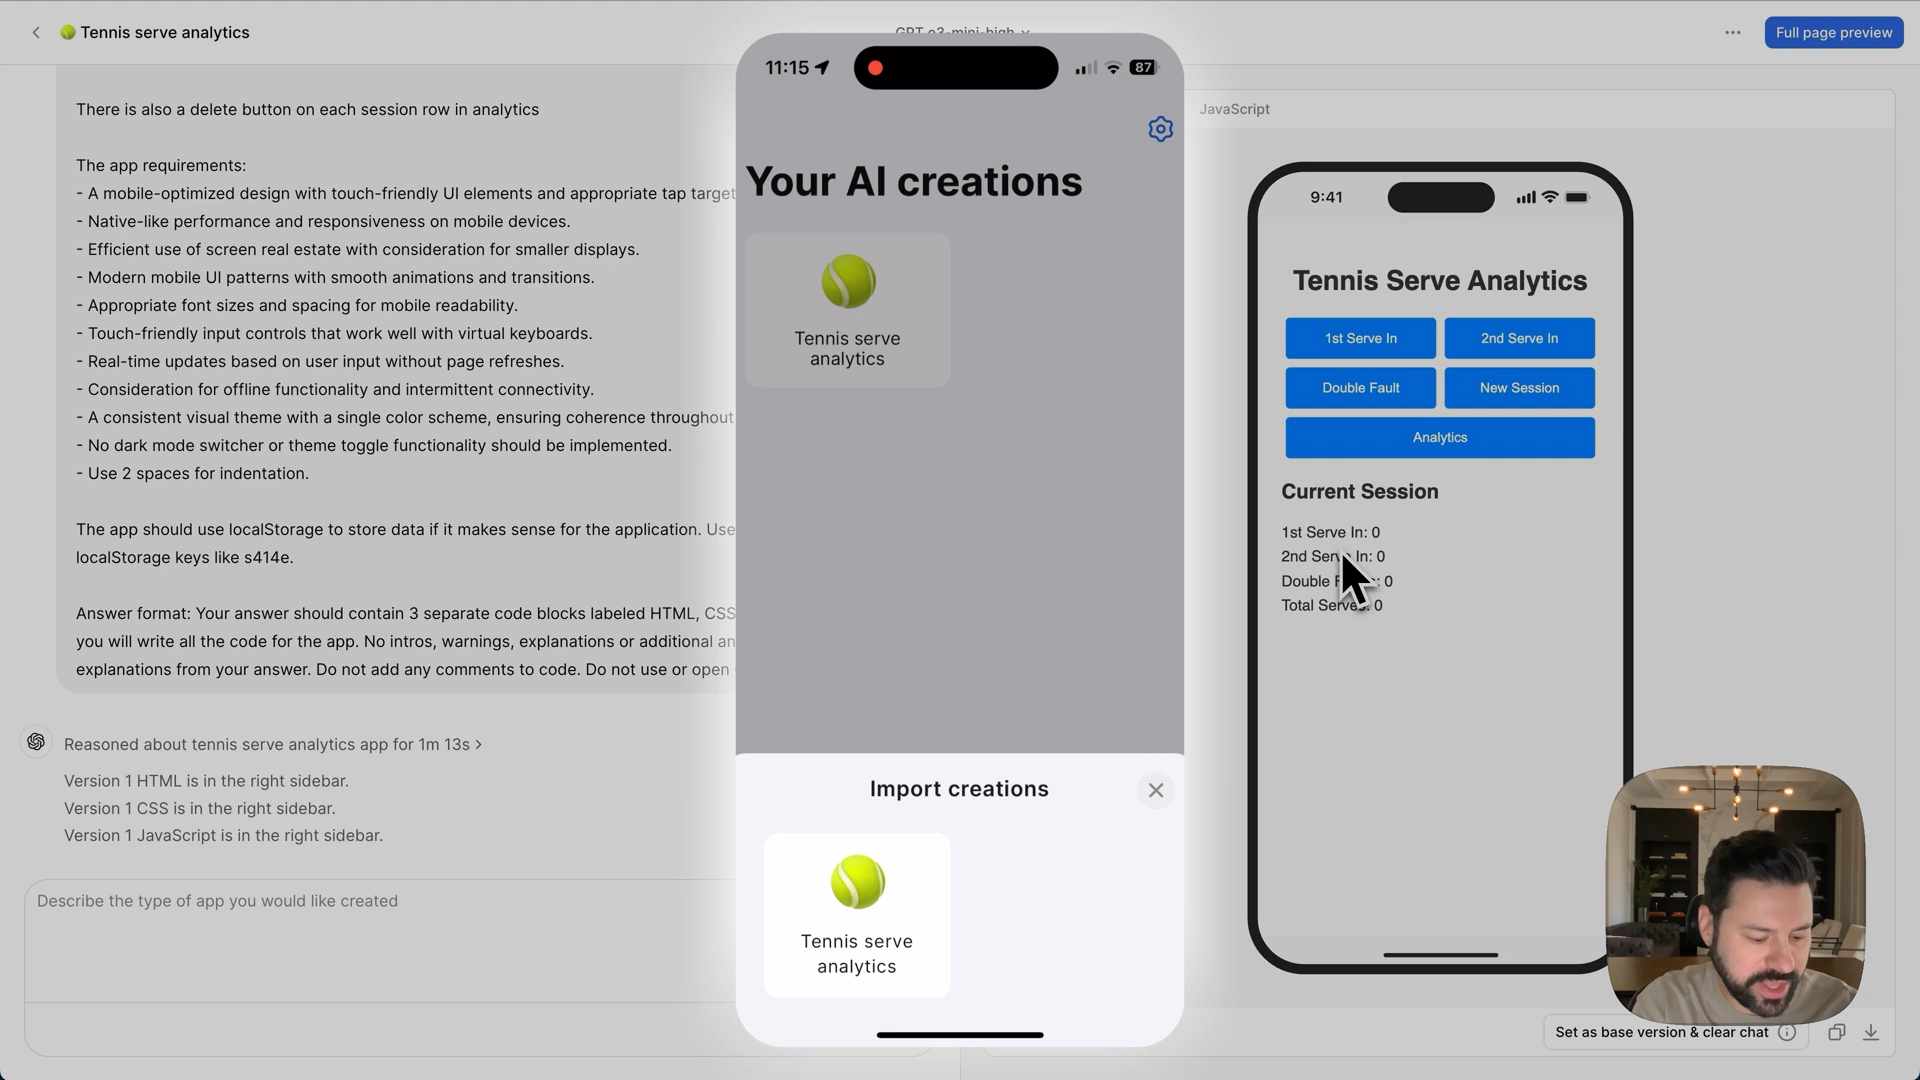 Tennis serve analytics
GPT o3-mini-high
Full page preview
There is also a delete button on each session row in analytics
The app requirements:
- A mobile-optimized design with touch-friendly UI elements and appropriate tap target
- Native-like performance and responsiveness on mobile devices.
- Efficient use of screen real estate with consideration for smaller displays.
- Modern mobile UI patterns with smooth animations and transitions.
- Appropriate font sizes and spacing for mobile readability.
- Touch-friendly input controls that work well with virtual keyboards.
- Real-time updates based on user input without page refreshes.
- Consideration for offline functionality and intermittent connectivity.
- A consistent visual theme with a single color scheme, ensuring coherence throughout
- No dark mode switcher or theme toggle functionality should be implemented.
- Use 2 spaces for indentation.
The app should use localStorage to store data if it makes sense for the application. Use
localStorage keys like s414e.
Answer format: Your answer should contain 3 separate code blocks labeled HTML, CSS
you will write all the code for the app. No intros, warnings, explanations or additional an
explanations from your answer. Do not add any comments to code. Do not use or open
Reasoned about tennis serve analytics app for 1m 13s >
Version 1 HTML is in the right sidebar.
Version 1 CSS is in the right sidebar.
Version 1 JavaScript is in the right sidebar.
Describe the type of app you would like created
11:15
87
Your AI creations
Tennis serve
analytics
Import creations
Tennis serve
analytics
JavaScript
9:41
Tennis Serve Analytics
1st Serve In
2nd Serve In
Double Fault
New Session
Analytics
Current Session
1st Serve In: 0
2nd Serve In: 0
Double : 0
Total Serves: 0
Set as base version & clear chat